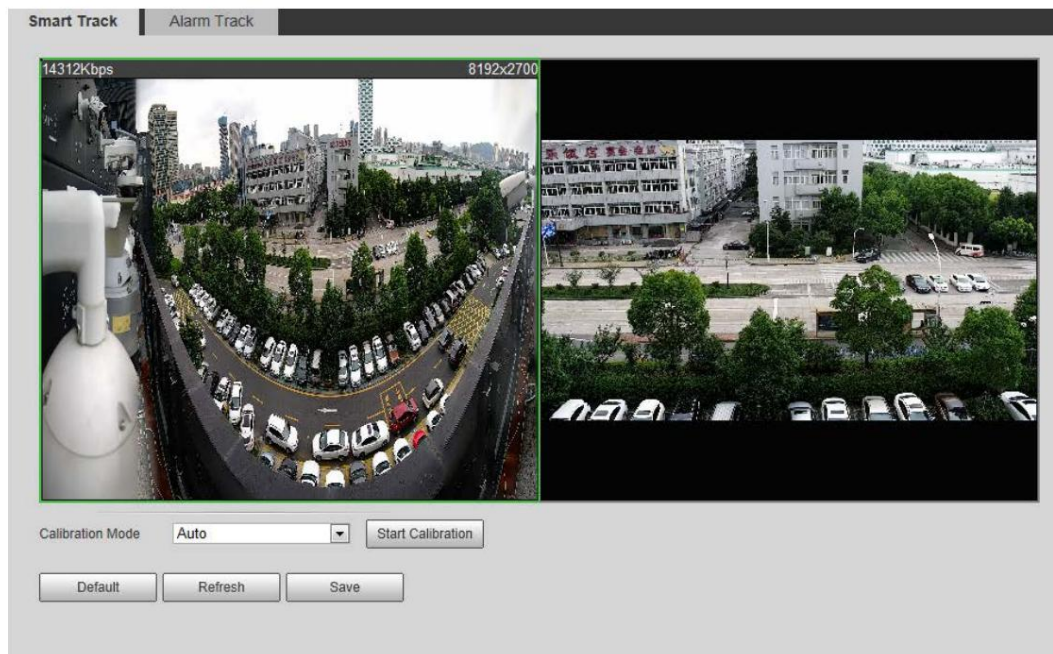 Smart Track
Alarm Track
14312Kbps
8192x2700
Calibration Mode
Auto
Start Calibration
Default
Refresh
Save